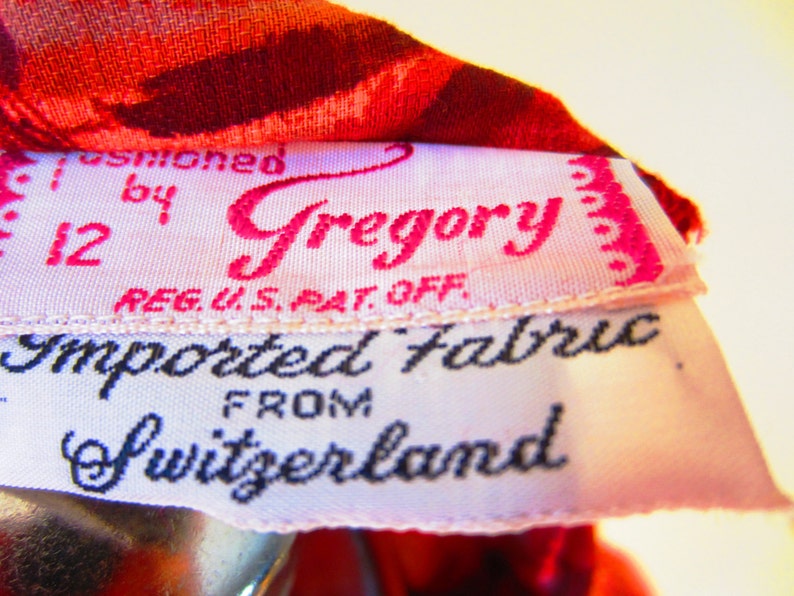 Fashioned
by Gregory
12
REG. U.S. PAT. OFF.
Imported Fabric
FROM
Switzerland